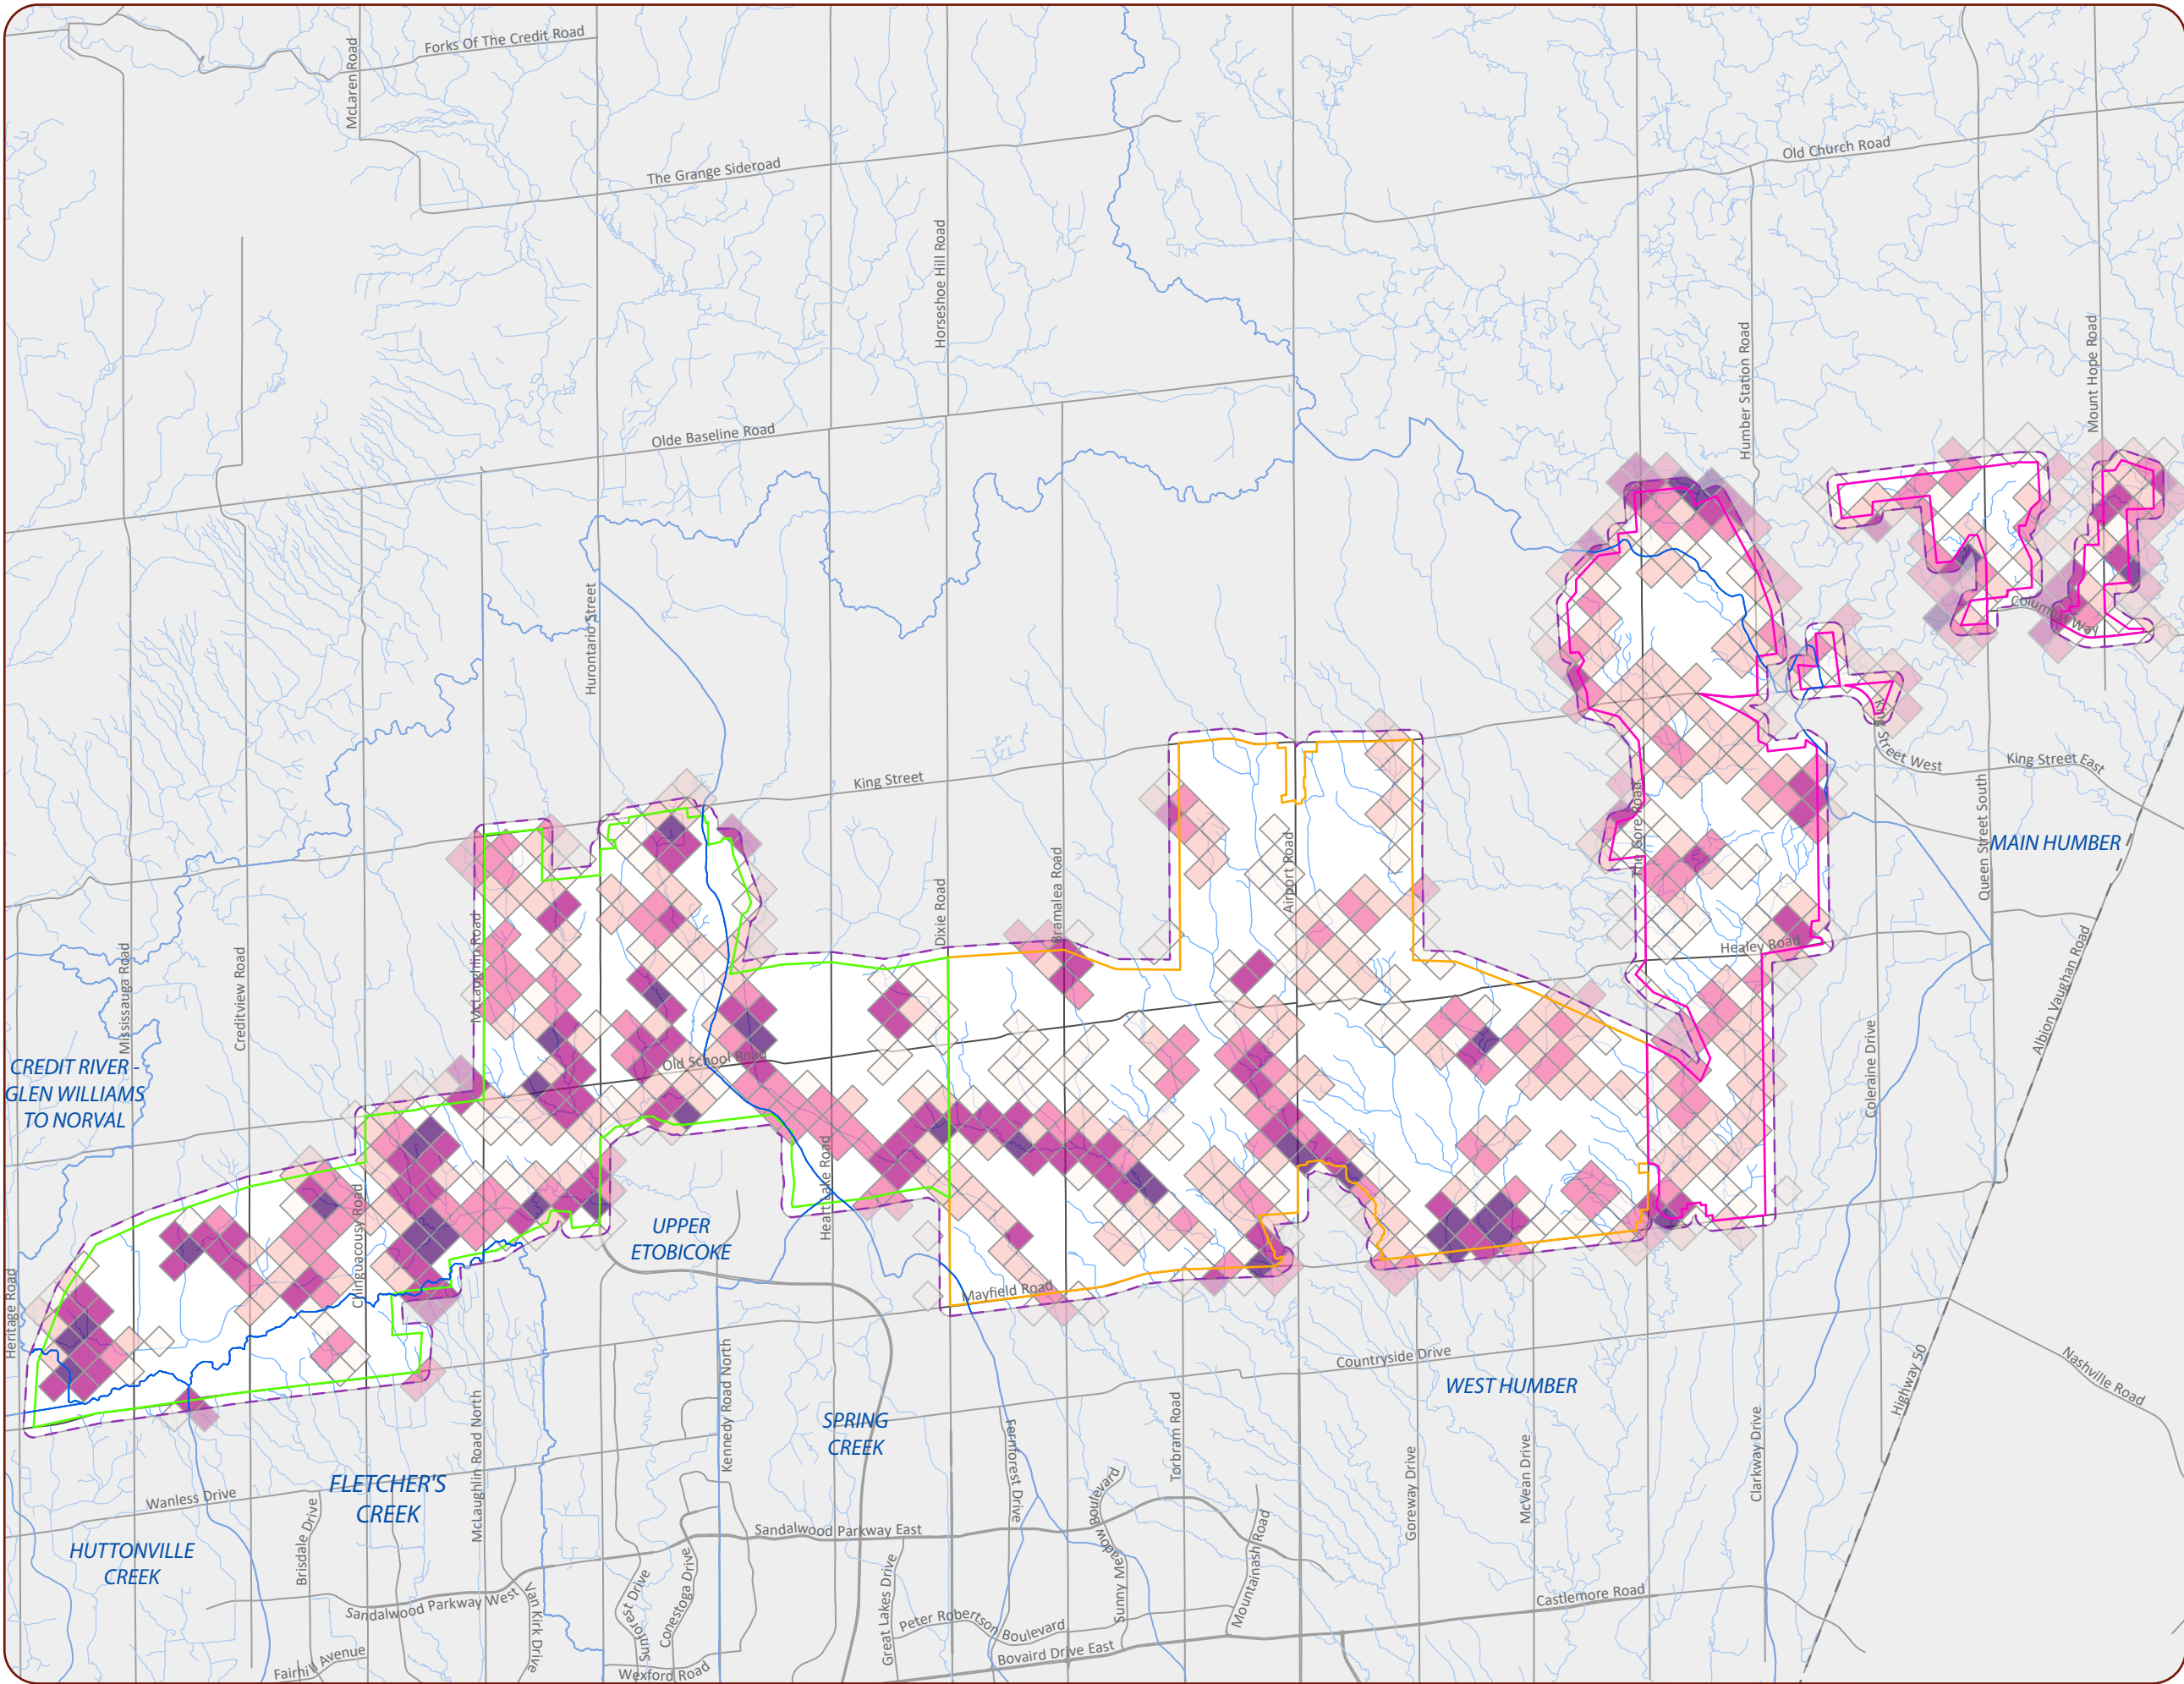 Forks Of The Credit Road
McLaren Road
The Grange Sideroad
Old Church Road
Horseshoe Hill Road
Humber Station Road
Mount Hope Road
Olde Baseline Road
Hurontario Street
Columbia Way
King Street
King Street West
King Street East
The Gore Road
Airport Road
Queen Street South
MAIN HUMBER
Bramalea Road
Dixie Road
McLaughlin Road
Mississauga Road
Creditview Road
Healey Road
Albion Vaughan Road
Coleraine Drive
CREDIT RIVER -
GLEN WILLIAMS
TO NORVAL
Old School Road
Heart Lake Road
Chinguacousy Road
UPPER
ETOBICOKE
Heritage Road
Mayfield Road
Kennedy Road North
Countryside Drive
WEST HUMBER
Highway 50
Nashville Road
McLaughlin Road North
SPRING
CREEK
Fernforest Drive
Torbram Road
Goreway Drive
McVean Drive
Clarkway Drive
FLETCHER'S
CREEK
Wanless Drive
Brisdale Drive
HUTTONVILLE
CREEK
Sandalwood Parkway East
Sunny Meadow Boulevard
Mountainash Road
Sandalwood Parkway West
Van Kirk Drive
Sunforest Drive
Conestoga Drive
Great Lakes Drive
Peter Robertson Boulevard
Castlemore Road
Bovaird Drive East
Fairhill Avenue
Wexford Road